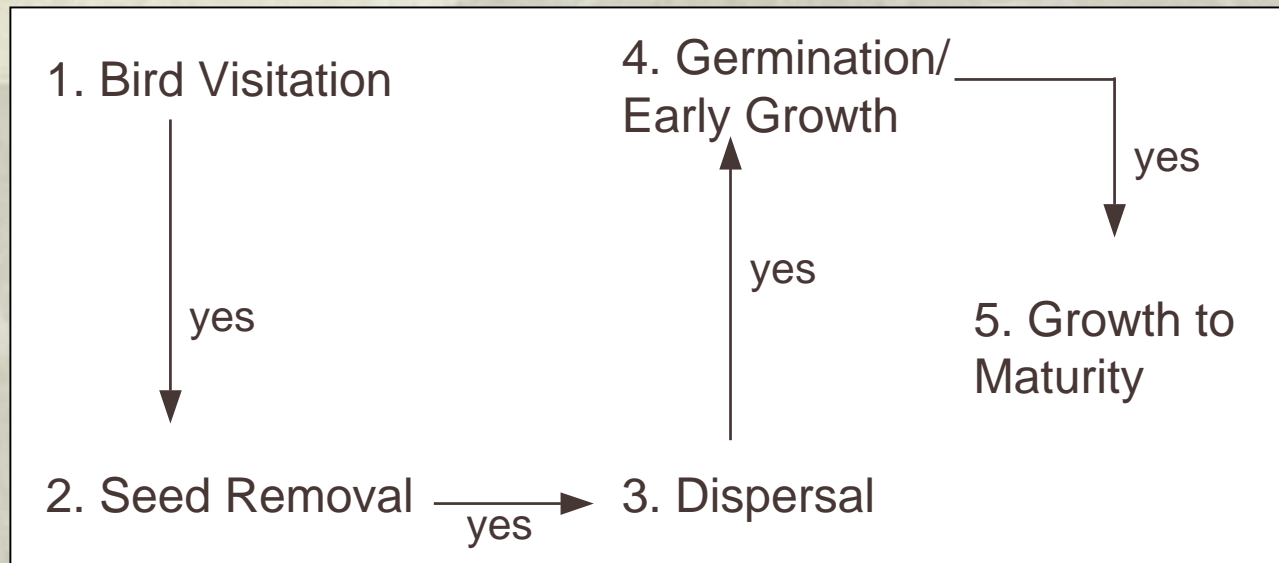 1. Bird Visitation
yes
2. Seed Removal
yes
3. Dispersal
yes
4. Germination/
Early Growth
yes
5. Growth to
Maturity